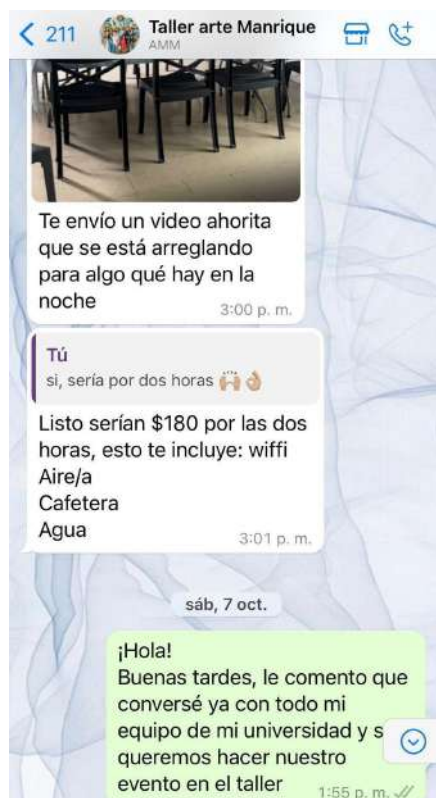 211
Taller arte Manrique
AMM
Te envío un video ahorita
que se está arreglando
para algo qué hay en la
noche
3:00 p. m.
Tú
si, sería por dos horas 🙌🏼👌🏼
Listo serían $180 por las dos
horas, esto te incluye: wiffi
Aire/a
Cafetera
Agua
3:01 p. m.
sáb, 7 oct.
¡Hola!
Buenas tardes, le comento que
conversé ya con todo mi
equipo de mi universidad y
queremos hacer nuestro
evento en el taller
1:55 p. m.